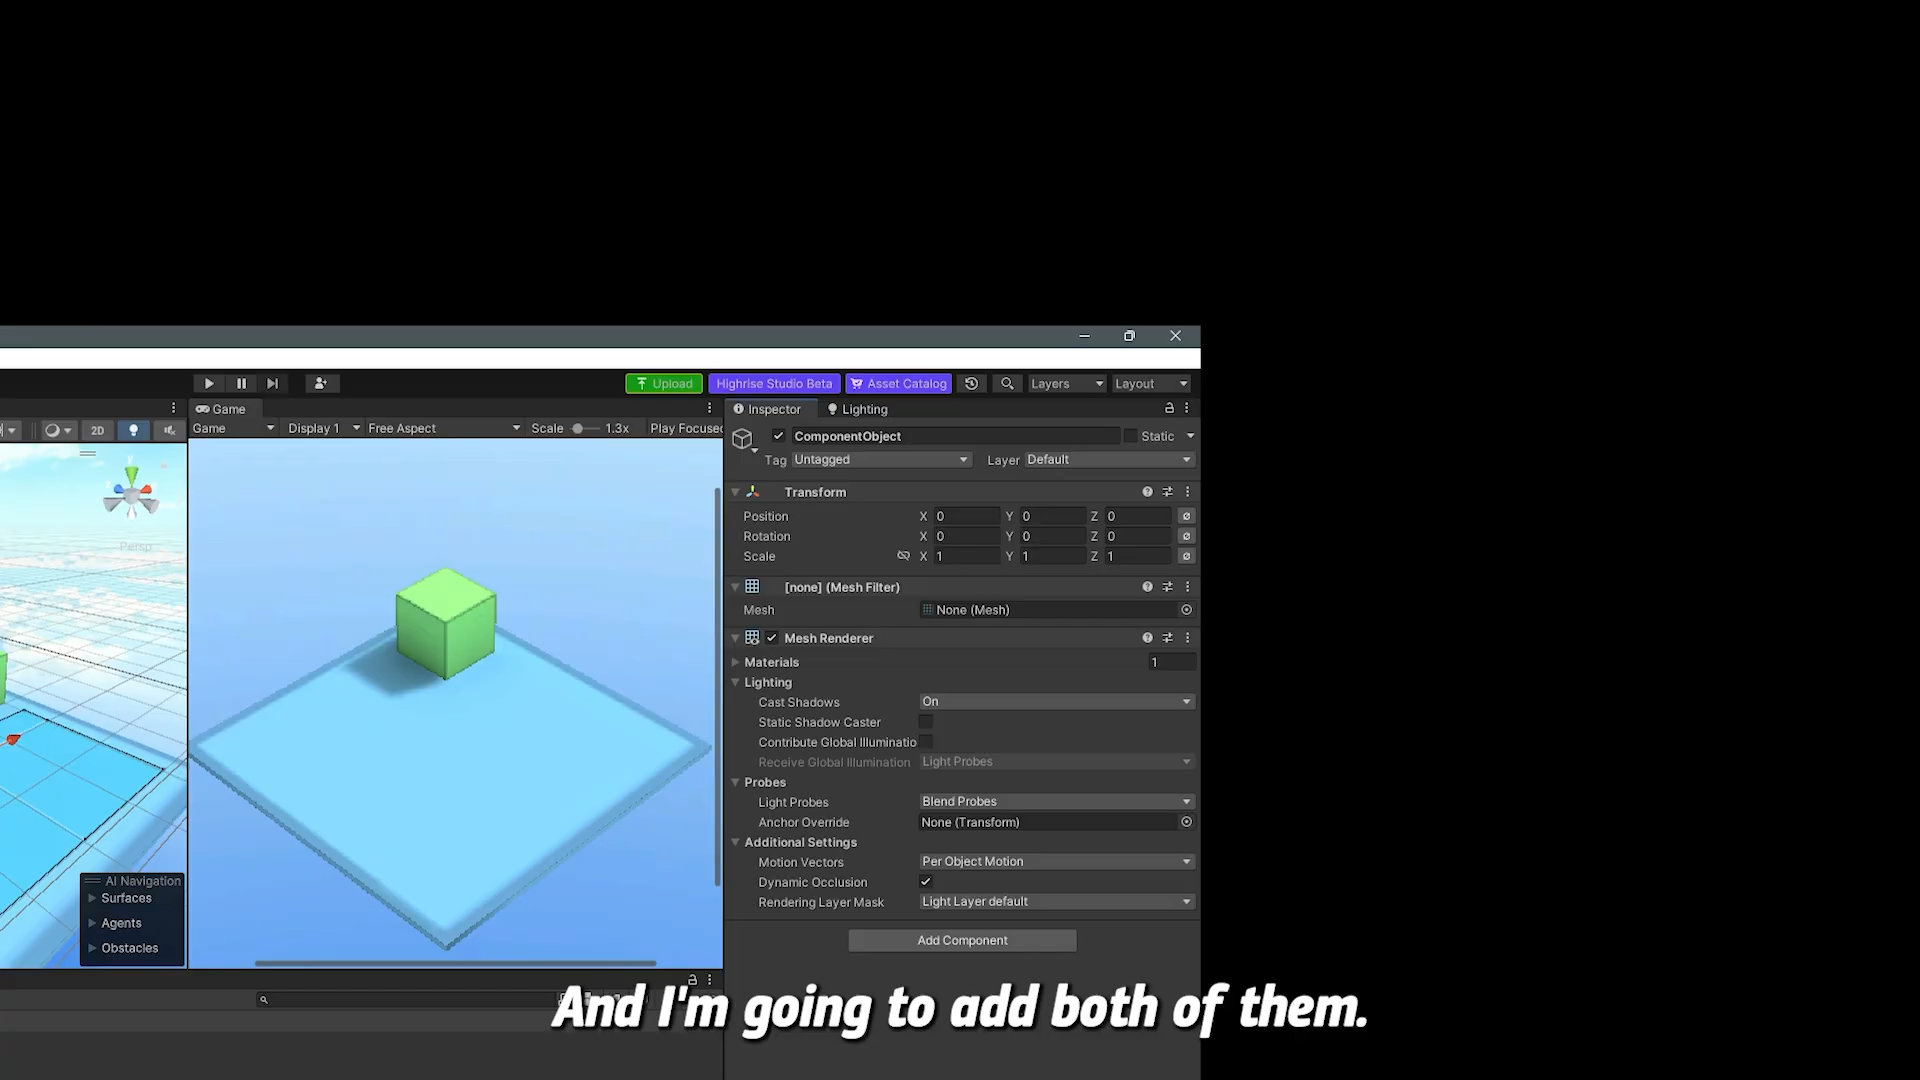 Upload
Highrise Studio Beta
Asset Catalog
Layers
Layout
Game
Inspector
Lighting
2D
Game
Display 1
Free Aspect
Scale
1.3x
Play Focused
ComponentObject
Static
Tag
Untagged
Layer
Default
Transform
Position X 0 Y 0 Z 0
Rotation X 0 Y 0 Z 0
Scale X 1 Y 1 Z 1
Persp
[none] (Mesh Filter)
Mesh
None (Mesh)
Mesh Renderer
Materials
1
Lighting
Cast Shadows
On
Static Shadow Caster
Contribute Global Illuminatio
Receive Global Illumination
Light Probes
Probes
Light Probes
Blend Probes
Anchor Override
None (Transform)
Additional Settings
Motion Vectors
Per Object Motion
Dynamic Occlusion
Rendering Layer Mask
Light Layer default
AI Navigation
Surfaces
Agents
Obstacles
Add Component
And I'm going to add both of them.